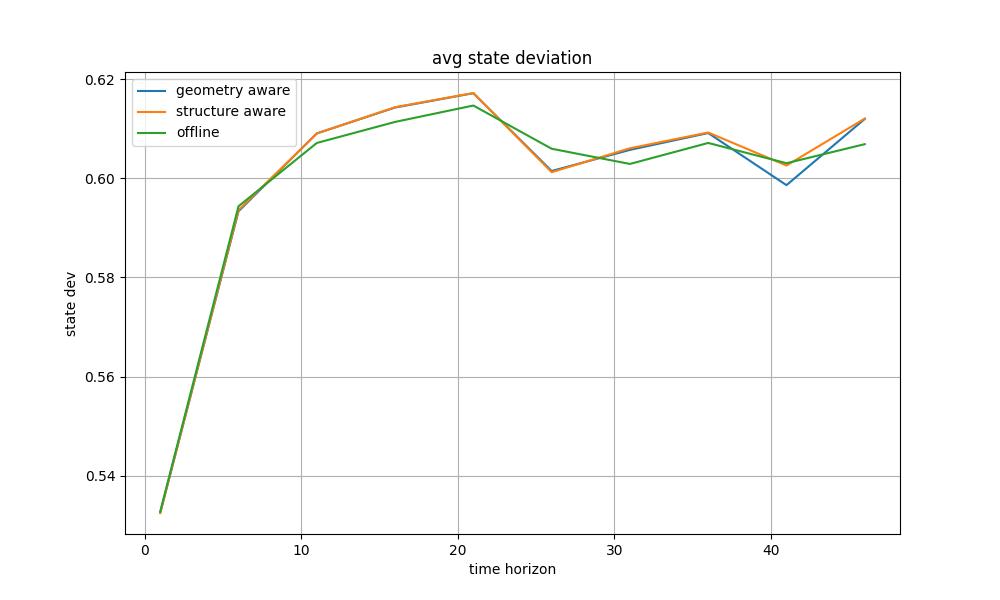 avg state deviation
geometry aware
structure aware
offline
0.62
0.60
0.58
0.56
0.54
state dev
0
10
20
30
40
time horizon